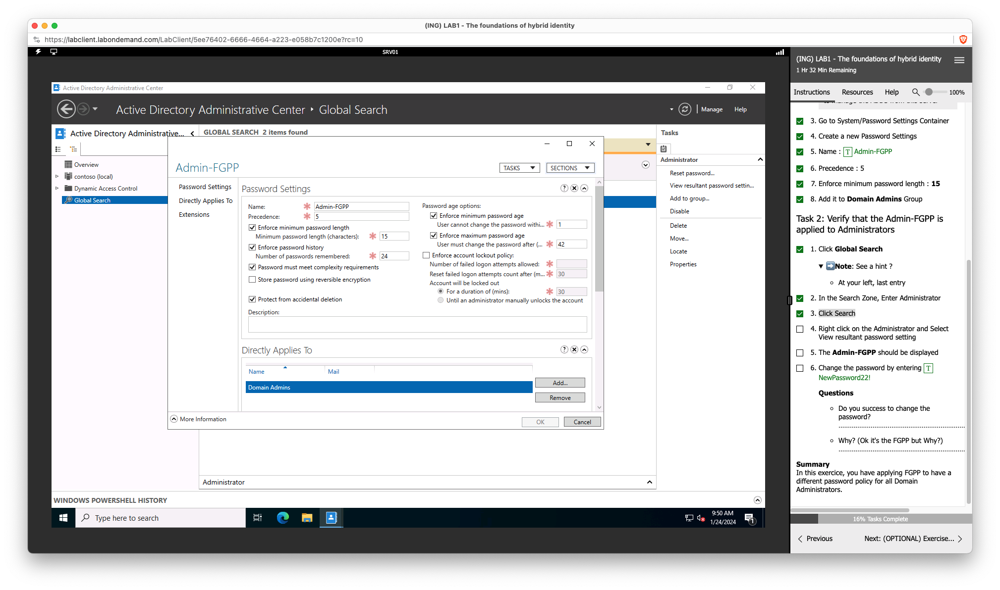 (ING) LAB1 - The foundations of hybrid identity
https://labclient.labondemand.com/LabClient/5ee76402-6666-4664-a223-e058b7c1200e?rc=10
SRV01
Active Directory Administrative Center
Active Directory Administrative Center ‣ Global Search
Manage
Help
Active Directory Administrative...
Overview
contoso (local)
Dynamic Access Control
Global Search
GLOBAL SEARCH 2 items found
Admin-FGPP
TASKS
SECTIONS
Password Settings
Directly Applies To
Extensions
Password Settings
Name:
Admin-FGPP
Precedence:
5
Enforce minimum password length
Minimum password length (characters):
15
Enforce password history
Number of passwords remembered:
24
Password must meet complexity requirements
Store password using reversible encryption
Protect from accidental deletion
Password age options:
Enforce minimum password age
User cannot change the password withi...
1
Enforce maximum password age
User must change the password after (...
42
Enforce account lockout policy:
Number of failed logon attempts allowed:
Reset failed logon attempts count after (m...
30
Account will be locked out
For a duration of (mins):
30
Until an administrator manually unlocks the account
Description:
Directly Applies To
Name
Mail
Domain Admins
Add...
Remove
More Information
OK
Cancel
Administrator
Tasks
Administrator
Reset password...
View resultant password settin...
Add to group...
Disable
Delete
Move...
Locate
Properties
WINDOWS POWERSHELL HISTORY
Type here to search
9:50 AM
1/24/2024
1
(ING) LAB1 - The foundations of hybrid identity
1 Hr 32 Min Remaining
Instructions
Resources
Help
100%
3. Go to System/Password Settings Container
4. Create a new Password Settings
5. Name : T Admin-FGPP
6. Precedence : 5
7. Enforce minimum password length : 15
8. Add it to Domain Admins Group
Task 2: Verify that the Admin-FGPP is
applied to Administrators
1. Click Global Search
▼ ➡Note: See a hint ?
At your left, last entry
2. In the Search Zone, Enter Administrator
3. Click Search
4. Right click on the Administrator and Select
View resultant password setting
5. The Admin-FGPP should be displayed
6. Change the password by entering T
NewPassword22!
Questions
Do you success to change the
password?
Why? (Ok it's the FGPP but Why?)
Summary
In this exercice, you have applying FGPP to have a
different password policy for all Domain
Administrators.
16% Tasks Complete
Previous
Next: (OPTIONAL) Exercise...